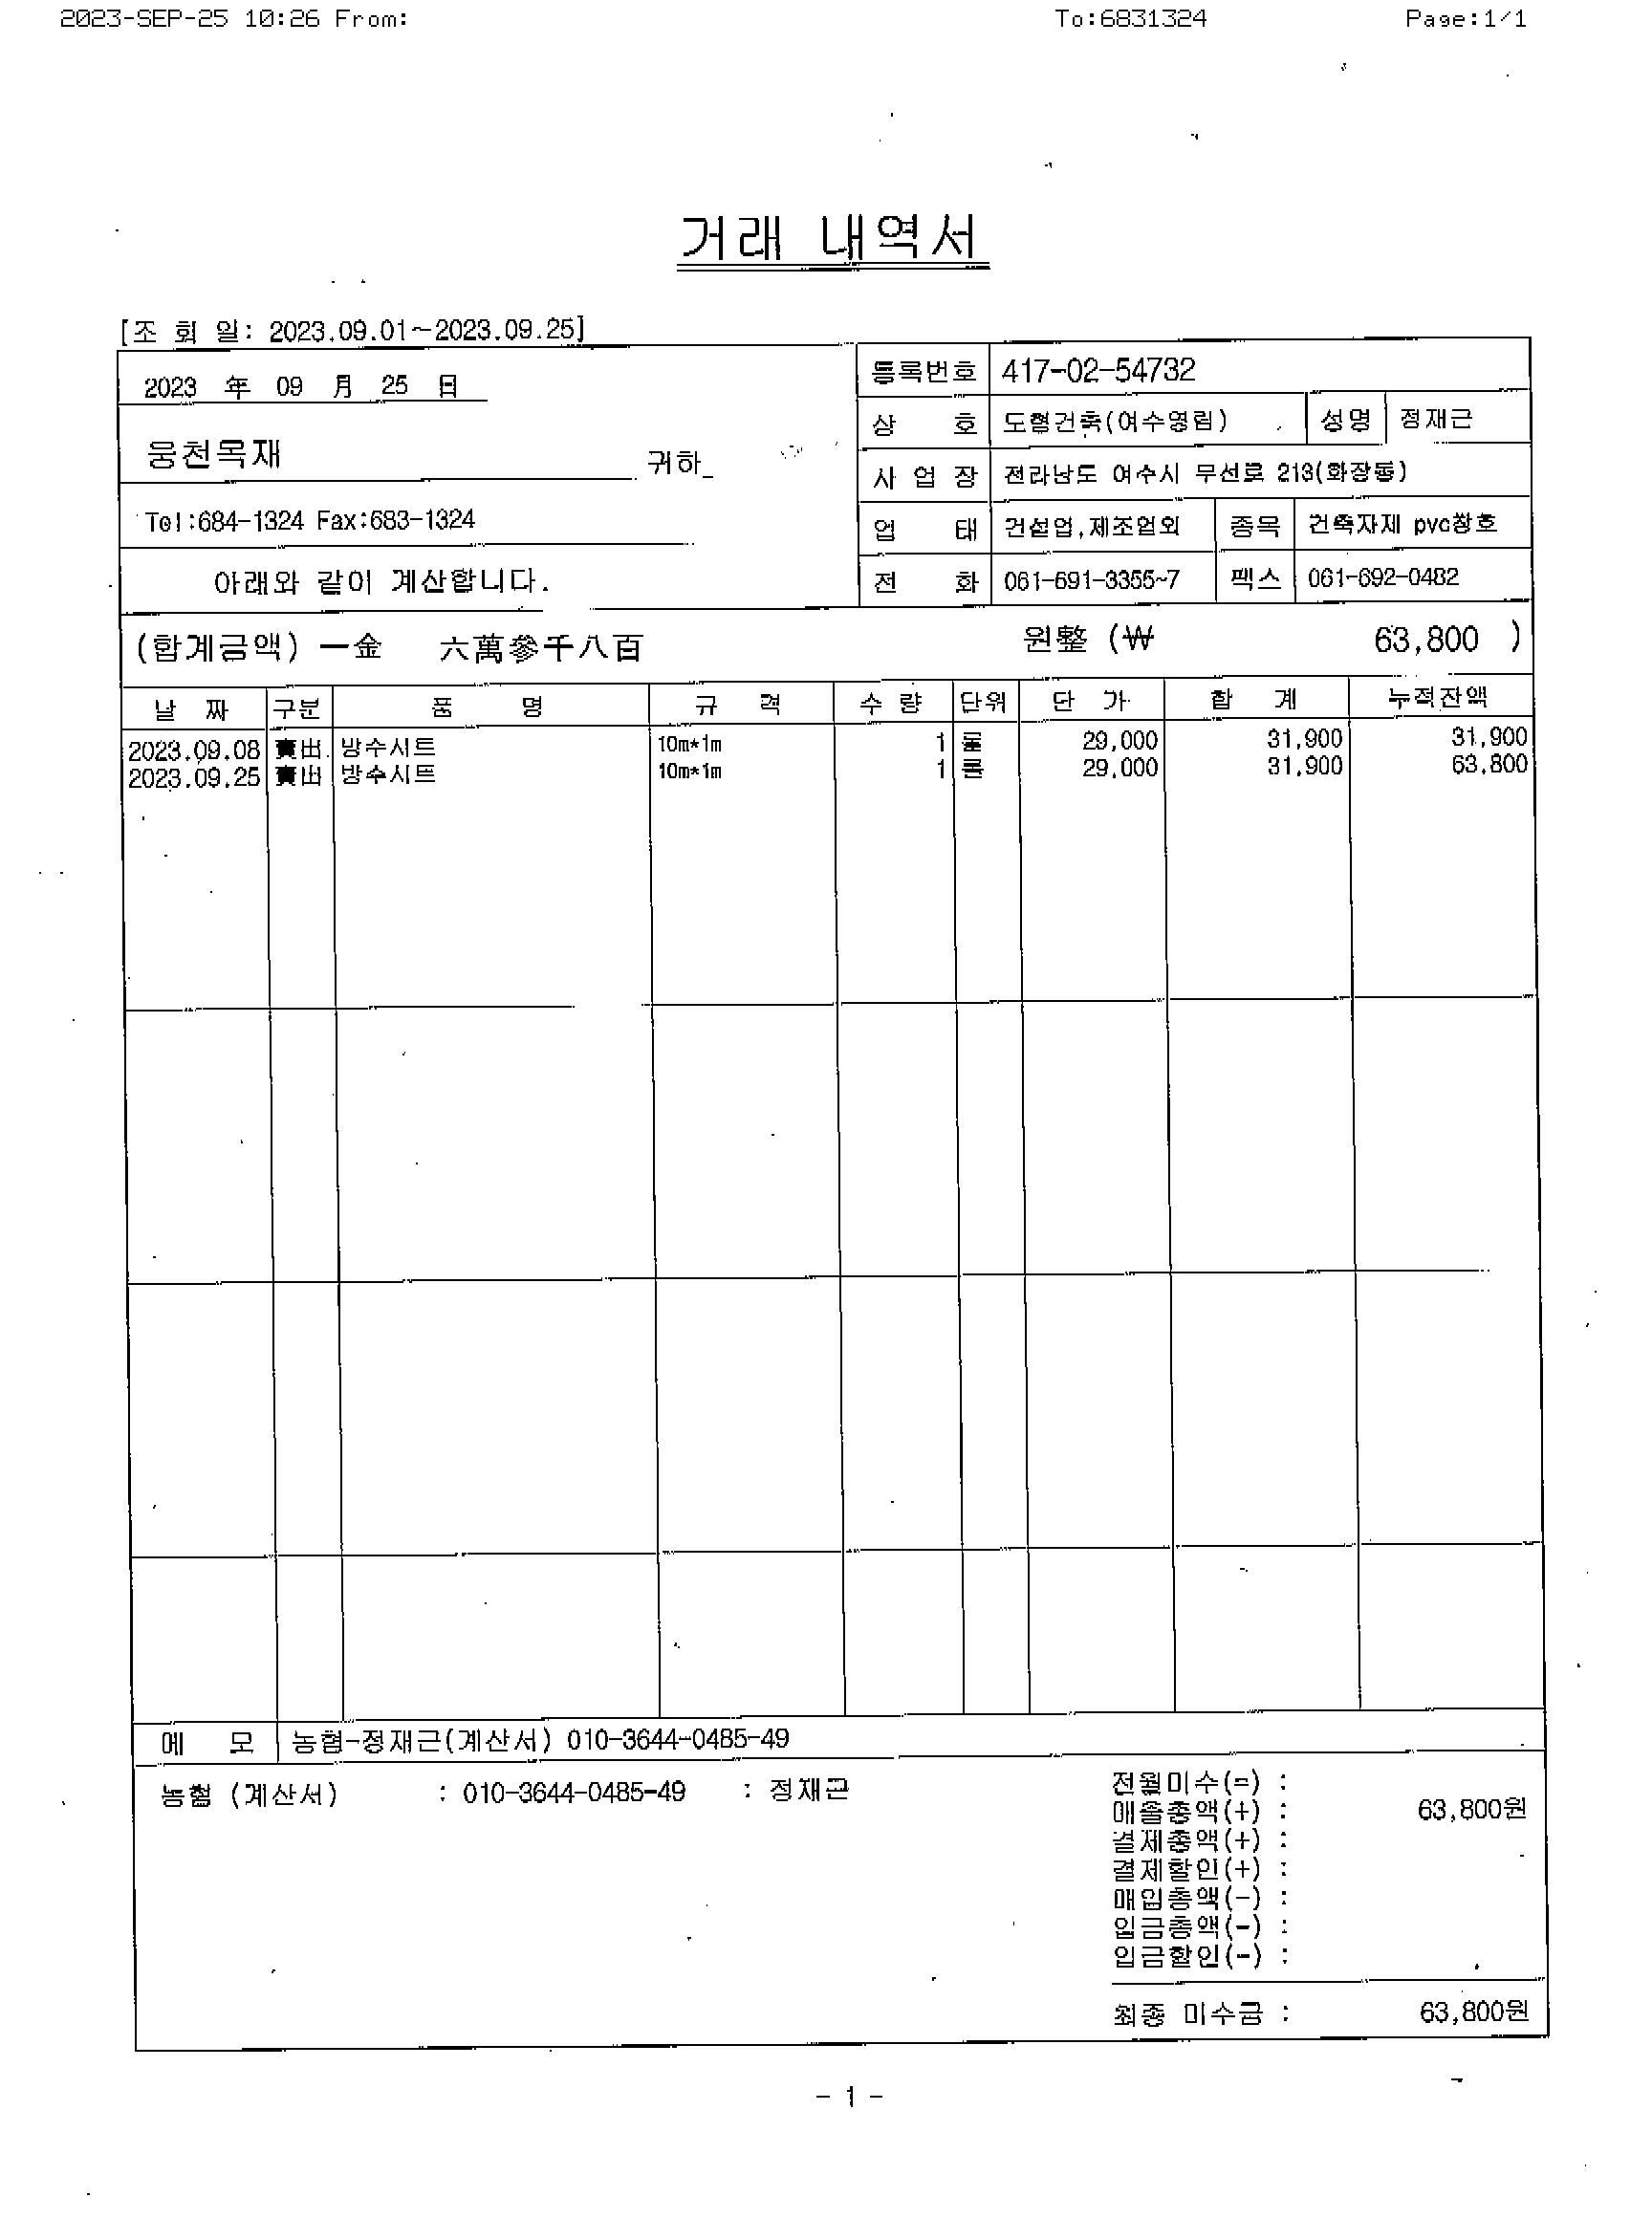 2023-SEP-25 10:26 From: To:6831324 Page:1/1
거래 내역서
[조 회 일: 2023.09.01~2023.09.25]
2023 年 09 月 25 日
웅천목재 귀하
Tel:684-1324 Fax:683-1324
아래와 같이 계산합니다.
등록번호 417-02-54732
상 호 도형건축(여수영림) 성명 정재근
사 업 장 전라남도 여수시 무선로 213(화장동)
업 태 건설업,제조업외 종목 건축자제 pvc창호
전 화 061-691-3355~7 팩스 061-692-0482
(합계금액) 一金 六萬參千八百 원整 (₩ 63,800 )
날 짜 구분 품 명 규 격 수 량 단위 단 가 합 계 누적잔액
2023.09.08 賣出 방수시트 10m*1m 1 롤 29,000 31,900 31,900
2023.09.25 賣出 방수시트 10m*1m 1 롤 29,000 31,900 63,800
메 모 농협-정재근(계산서) 010-3644-0485-49
농협 (계산서) : 010-3644-0485-49 : 정재근
전월미수(=) :
매출총액(+) : 63,800원
결제총액(+) :
결제할인(+) :
매입총액(-) :
입금총액(-) :
입금할인(-) :
최종 미수금 : 63,800원
- 1 -